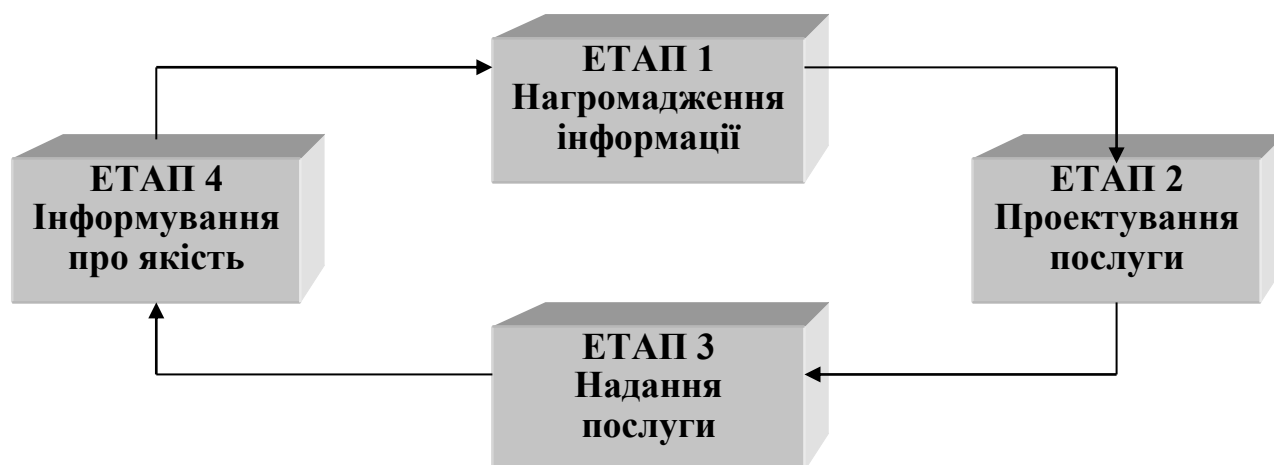 ЕТАП 1
Нагромадження
інформації
ЕТАП 2
Проектування
послуги
ЕТАП 3
Надання
послуги
ЕТАП 4
Інформування
про якість